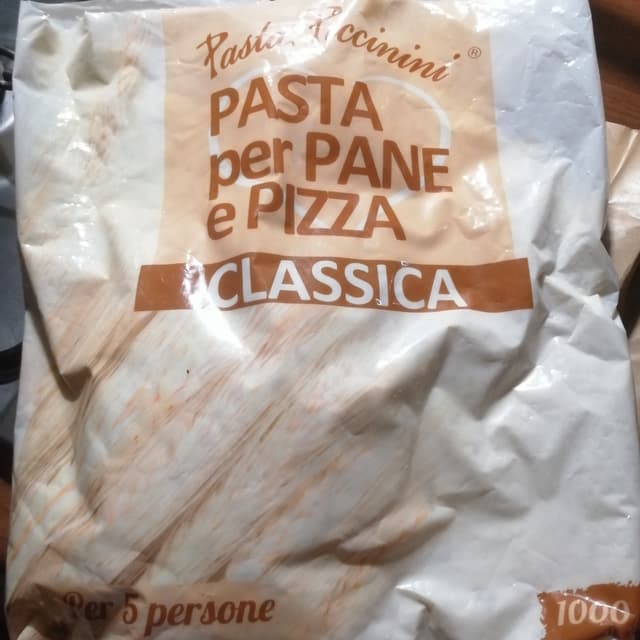 Pasta Piccinini ®
PASTA
per PANE
e PIZZA
CLASSICA
Per 5 persone
1000